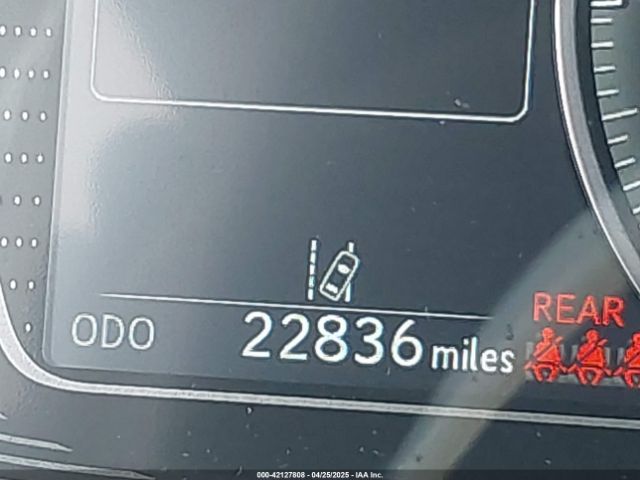 REAR
ODO 22836 miles
000-42127808 - 04/25/2025 - IAA Inc.